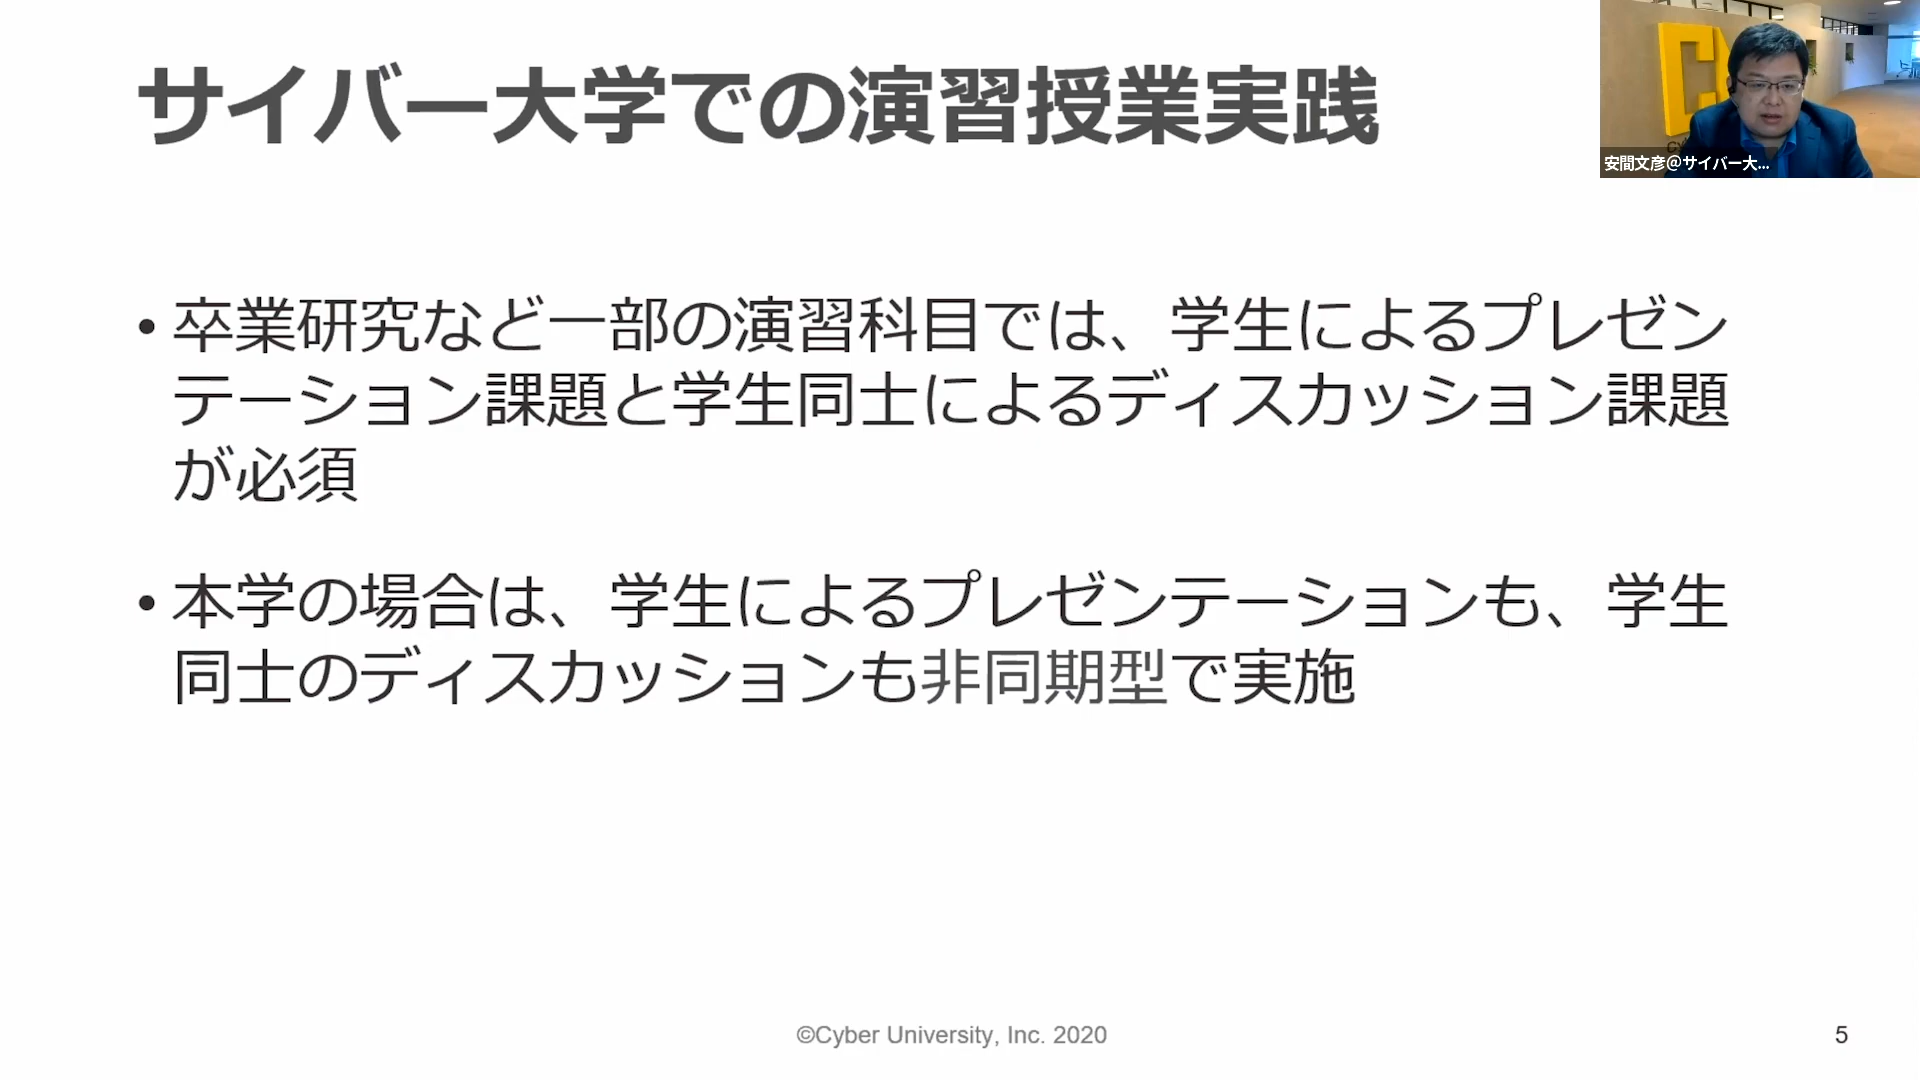 サイバー大学での演習授業実践
安間文彦@サイバー大...
• 卒業研究など一部の演習科目では、学生によるプレゼン
テーション課題と学生同士によるディスカッション課題
が必須
• 本学の場合は、学生によるプレゼンテーションも、学生
同士のディスカッションも非同期型で実施
©Cyber University, Inc. 2020
5